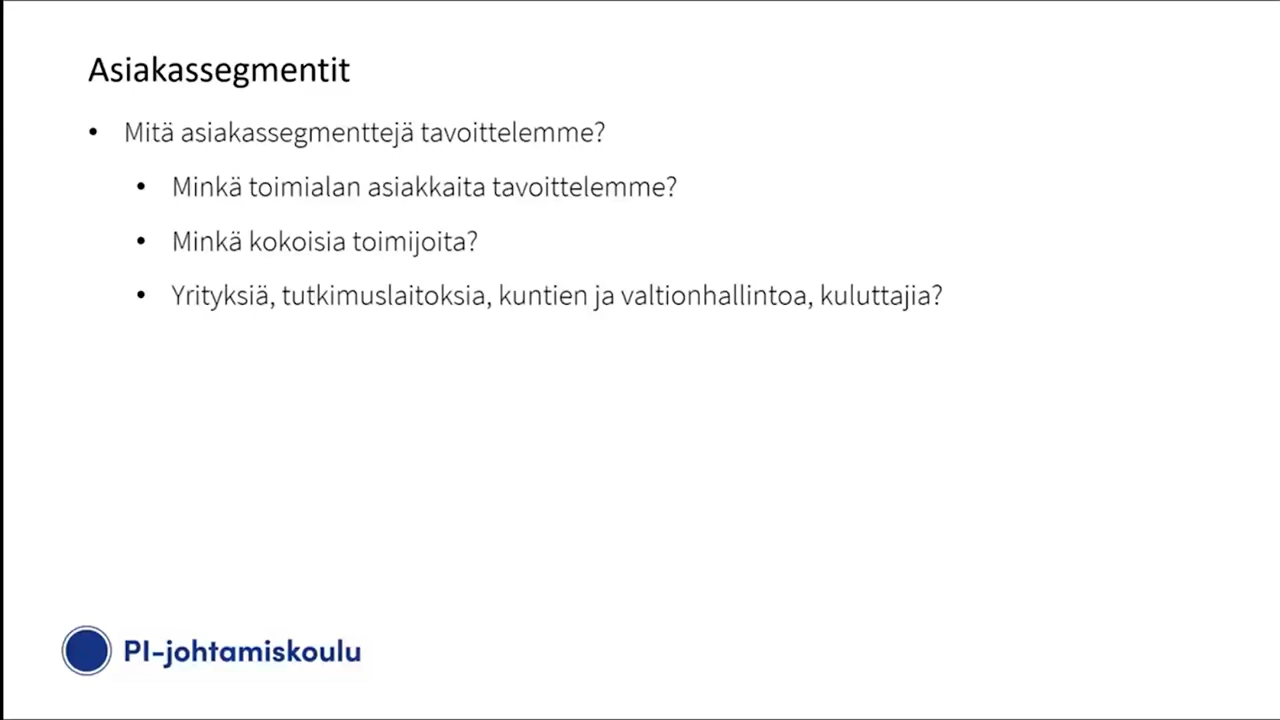 Asiakassegmentit
• Mitä asiakassegmenttejä tavoittelemme?
• Minkä toimialan asiakkaita tavoittelemme?
• Minkä kokoisia toimijoita?
• Yrityksiä, tutkimuslaitoksia, kuntien ja valtionhallintoa, kuluttajia?
PI-johtamiskoulu